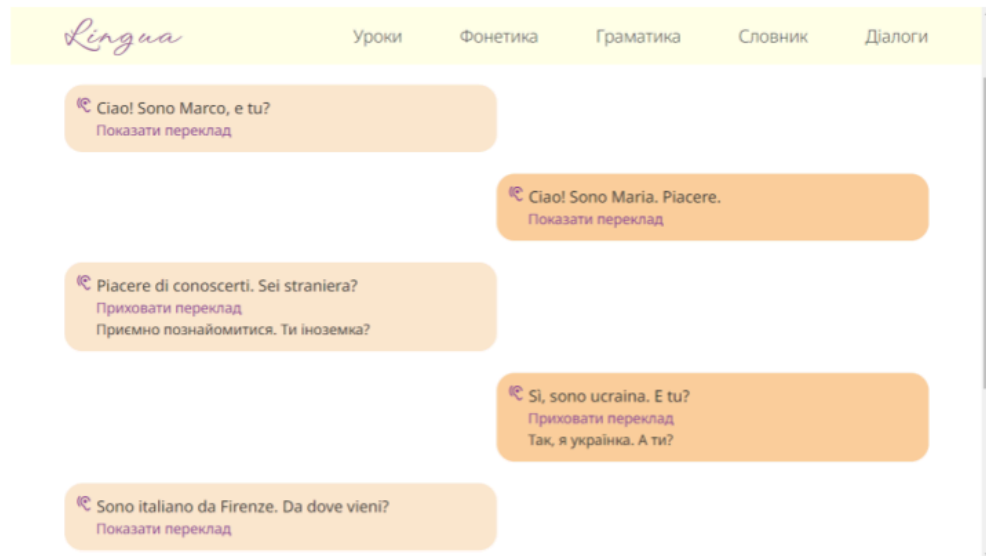 Lingua Уроки Фонетика Граматика Словник Діалоги
Ciao! Sono Marco, e tu?
Показати переклад
Ciao! Sono Maria. Piacere.
Показати переклад
Piacere di conoscerti. Sei straniera?
Приховати переклад
Приємно познайомитися. Ти іноземка?
Sì, sono ucraina. E tu?
Приховати переклад
Так, я українка. А ти?
Sono italiano da Firenze. Da dove vieni?
Показати переклад